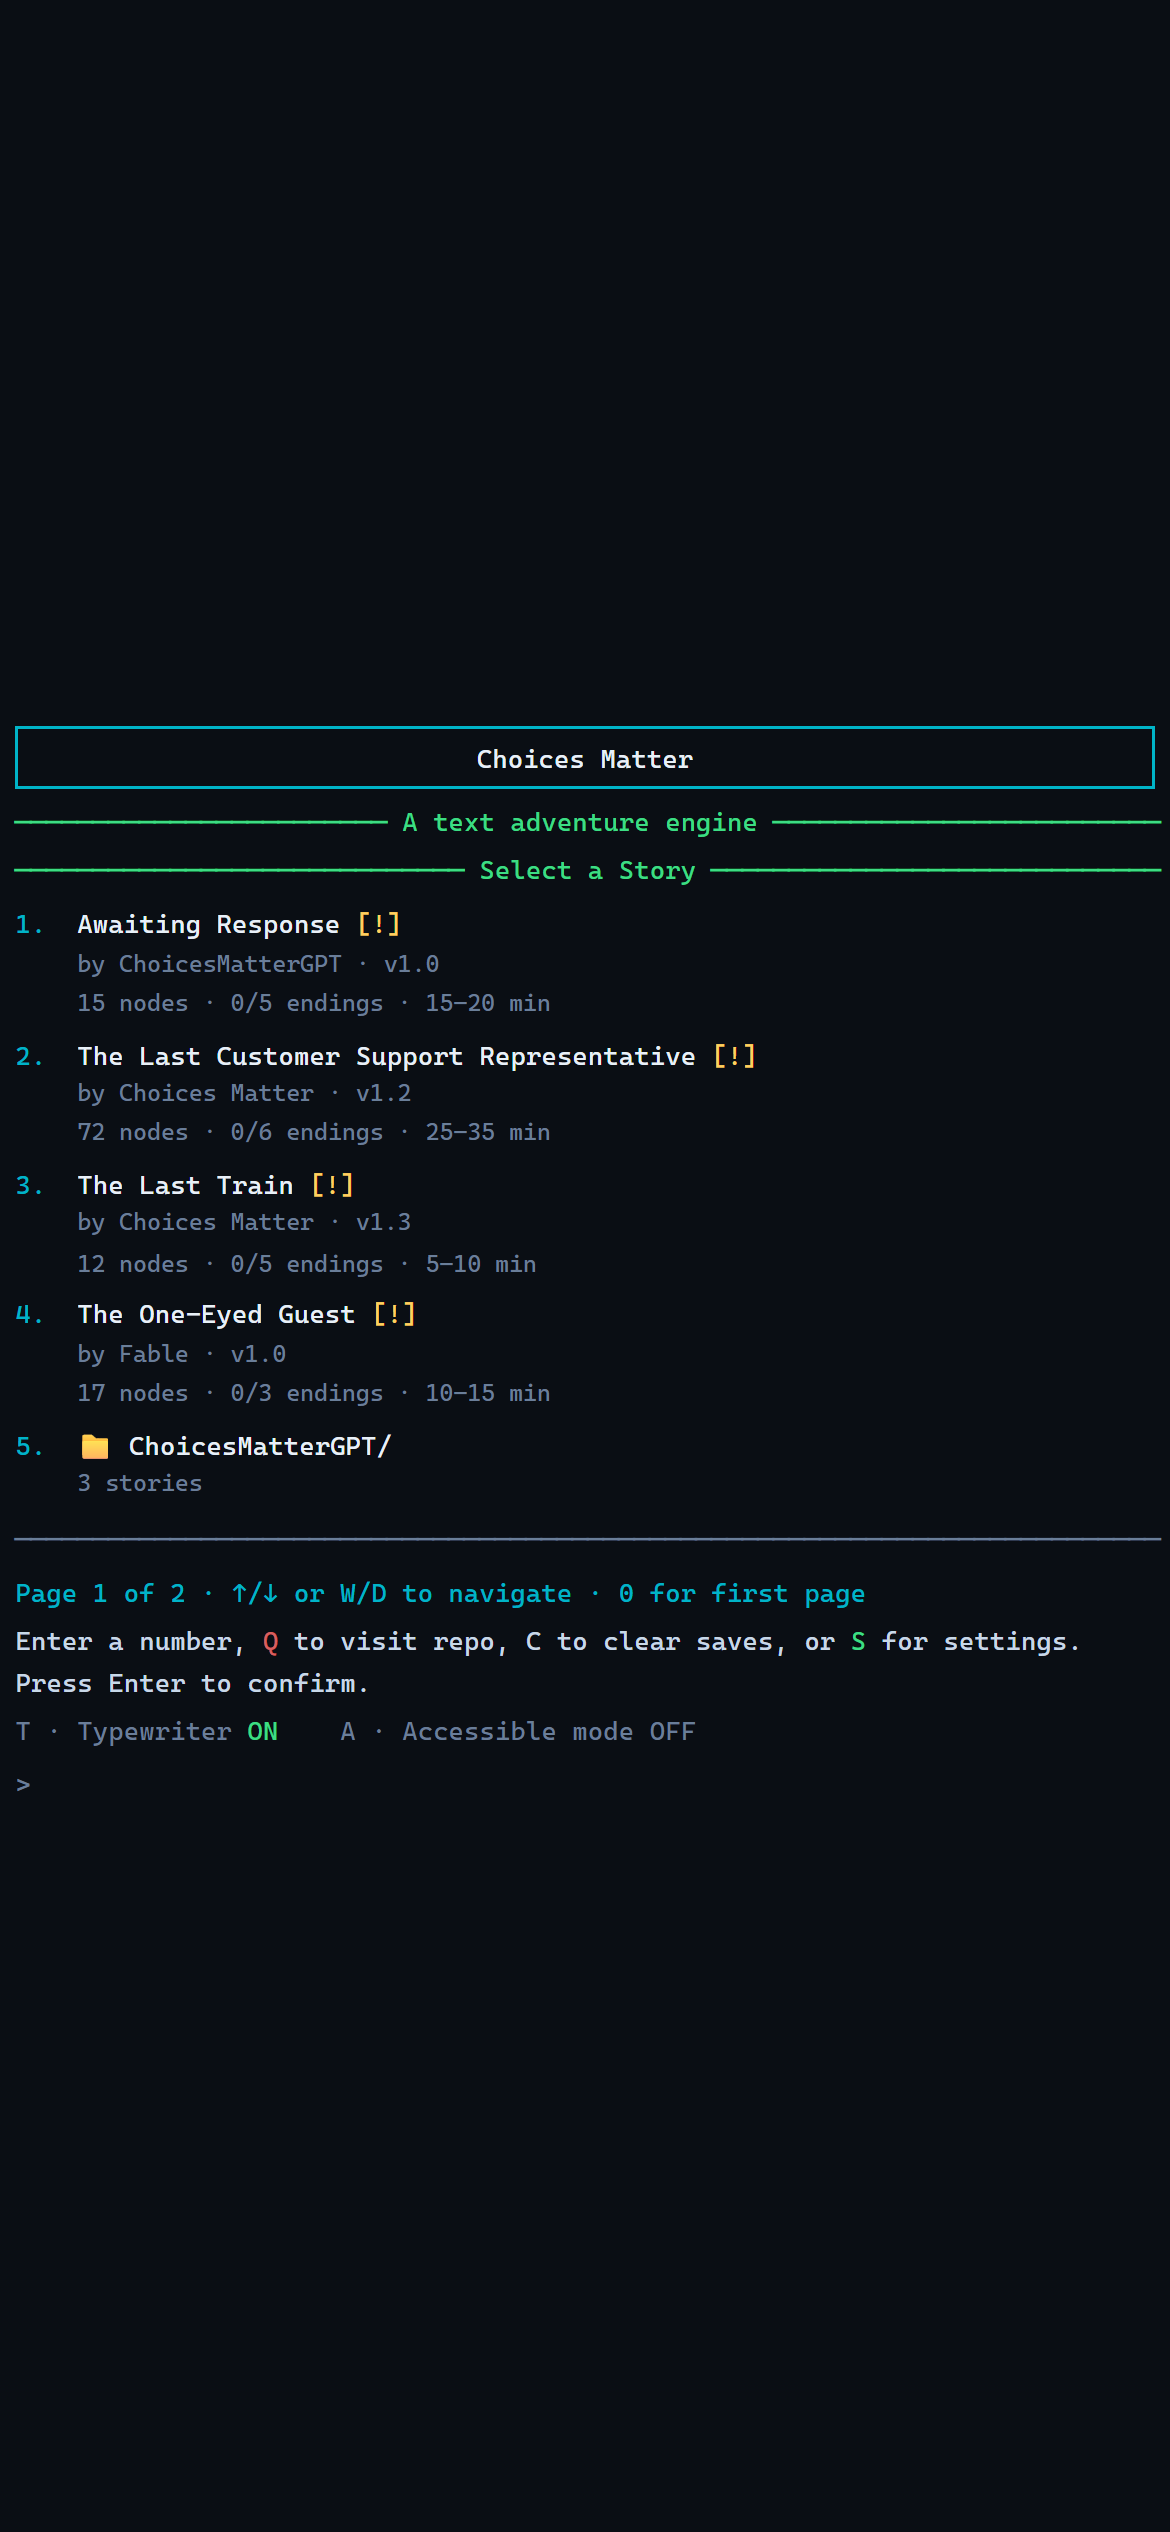 Choices Matter
A text adventure engine
Select a Story
1. Awaiting Response [!]
by ChoicesMatterGPT · v1.0
15 nodes · 0/5 endings · 15–20 min
2. The Last Customer Support Representative [!]
by Choices Matter · v1.2
72 nodes · 0/6 endings · 25–35 min
3. The Last Train [!]
by Choices Matter · v1.3
12 nodes · 0/5 endings · 5–10 min
4. The One-Eyed Guest [!]
by Fable · v1.0
17 nodes · 0/3 endings · 10–15 min
5. 📁 ChoicesMatterGPT/
3 stories
Page 1 of 2 · ↑/↓ or W/D to navigate · 0 for first page
Enter a number, Q to visit repo, C to clear saves, or S for settings.
Press Enter to confirm.
T · Typewriter ON A · Accessible mode OFF
>